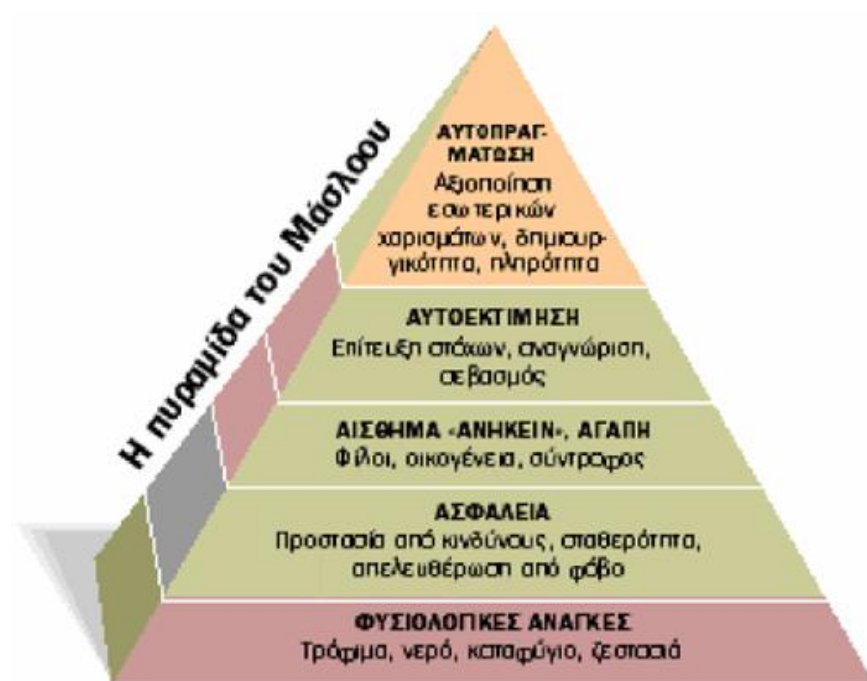 Η πυραμίδα του Μάσλοου
ΑΥΤΟΠΡΑΓ-
ΜΑΤΩΣΗ
Αξιοποίηση
εσωτερικών
χαρισμάτων, δημιουρ-
γικότητα, πληρότητα
ΑΥΤΟΕΚΤΙΜΗΣΗ
Επίτευξη στόχων, αναγνώριση,
σεβασμός
ΑΙΣΘΗΜΑ «ΑΝΗΚΕΙΝ», ΑΓΑΠΗ
Φίλοι, οικογένεια, σύντροφος
ΑΣΦΑΛΕΙΑ
Προστασία από κινδύνους, σταθερότητα,
απελευθέρωση από φόβο
ΦΥΣΙΟΛΟΓΙΚΕΣ ΑΝΑΓΚΕΣ
Τρόφιμα, νερό, καταφύγιο, ζεστασιά